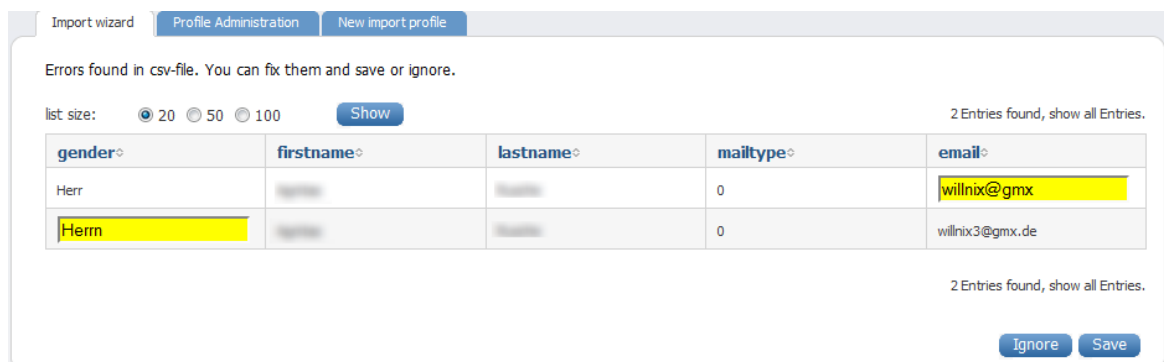 Import wizard Profile Administration New import profile
Errors found in csv-file. You can fix them and save or ignore.
list size: 20 50 100 Show 2 Entries found, show all Entries.
gender firstname lastname mailtype email
Herr 0 willnix@gmx
Herrn 0 willnix3@gmx.de
2 Entries found, show all Entries.
Ignore Save